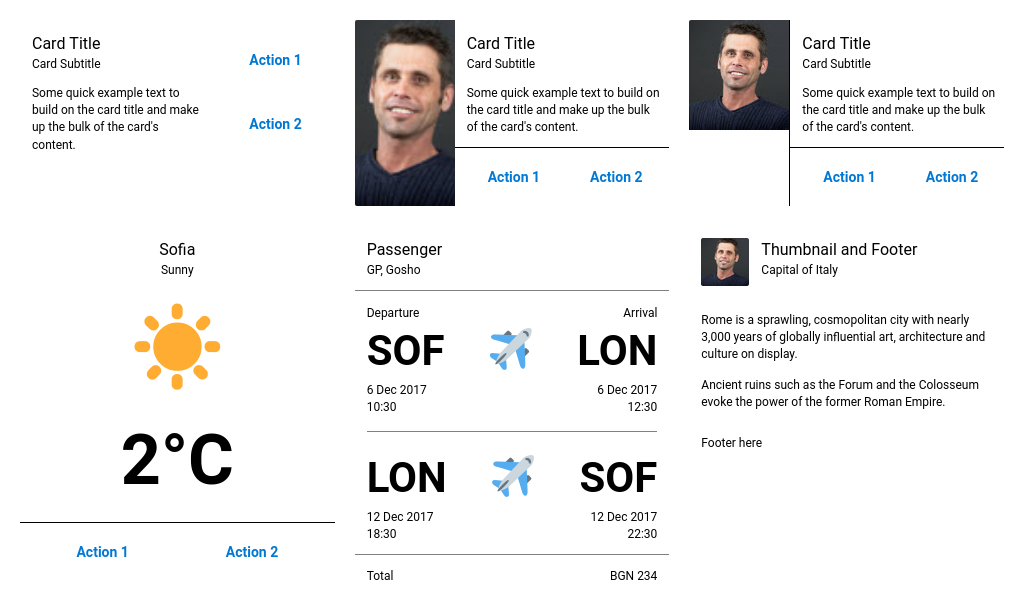 Card Title
Card Subtitle
Some quick example text to
build on the card title and make
up the bulk of the card's
content.
Action 1
Action 2
Card Title
Card Subtitle
Some quick example text to build on
the card title and make up the bulk
of the card's content.
Action 1
Action 2
Card Title
Card Subtitle
Some quick example text to build on
the card title and make up the bulk
of the card's content.
Action 1
Action 2
Sofia
Sunny
2°C
Action 1
Action 2
Passenger
GP, Gosho
Departure
Arrival
SOF
LON
6 Dec 2017
6 Dec 2017
10:30
12:30
LON
SOF
12 Dec 2017
12 Dec 2017
18:30
22:30
Total
BGN 234
Thumbnail and Footer
Capital of Italy
Rome is a sprawling, cosmopolitan city with nearly
3,000 years of globally influential art, architecture and
culture on display.
Ancient ruins such as the Forum and the Colosseum
evoke the power of the former Roman Empire.
Footer here